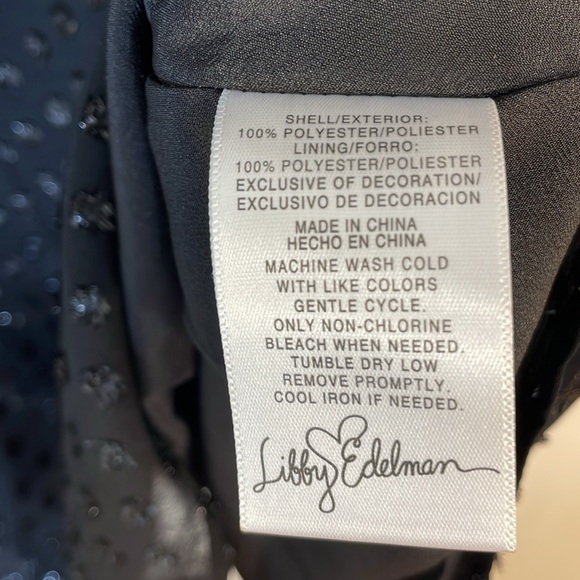 SHELL/EXTERIOR:
100% POLYESTER/POLIESTER
LINING/FORRO:
100% POLYESTER/POLIESTER
EXCLUSIVE OF DECORATION/
EXCLUSIVO DE DECORACION
MADE IN CHINA
HECHO EN CHINA
MACHINE WASH COLD
WITH LIKE COLORS
GENTLE CYCLE.
ONLY NON-CHLORINE
BLEACH WHEN NEEDED.
TUMBLE DRY LOW
REMOVE PROMPTLY.
COOL IRON IF NEEDED.
Libby Edelman